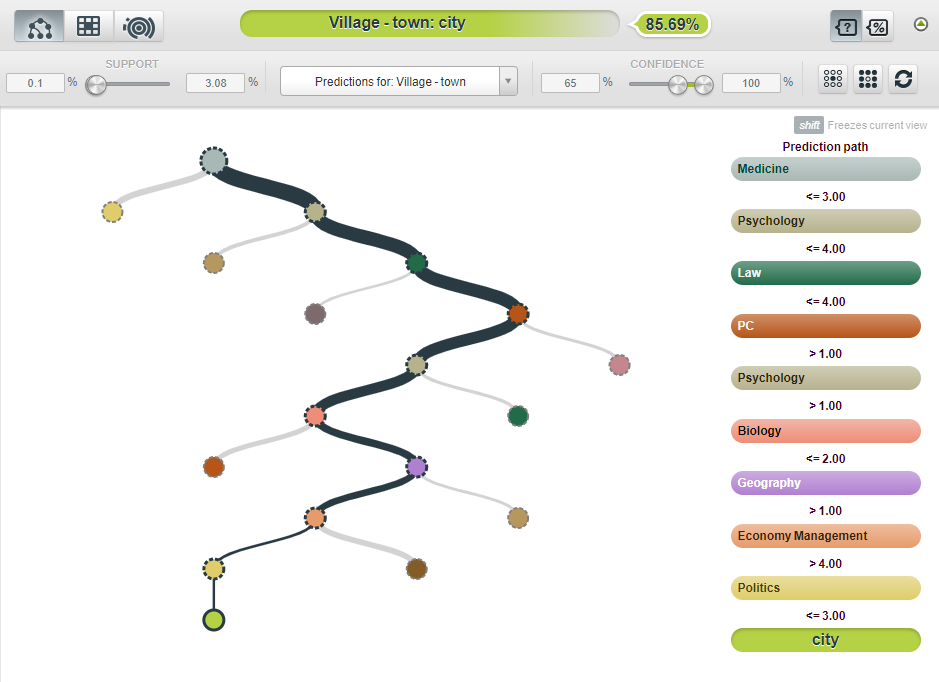 Village - town: city
85.69%
?
%
SUPPORT
0.1 %
3.08 %
Predictions for: Village - town
CONFIDENCE
65 %
100 %
shift Freezes current view
Prediction path
Medicine
<= 3.00
Psychology
<= 4.00
Law
<= 4.00
PC
> 1.00
Psychology
> 1.00
Biology
<= 2.00
Geography
> 1.00
Economy Management
> 4.00
Politics
<= 3.00
city